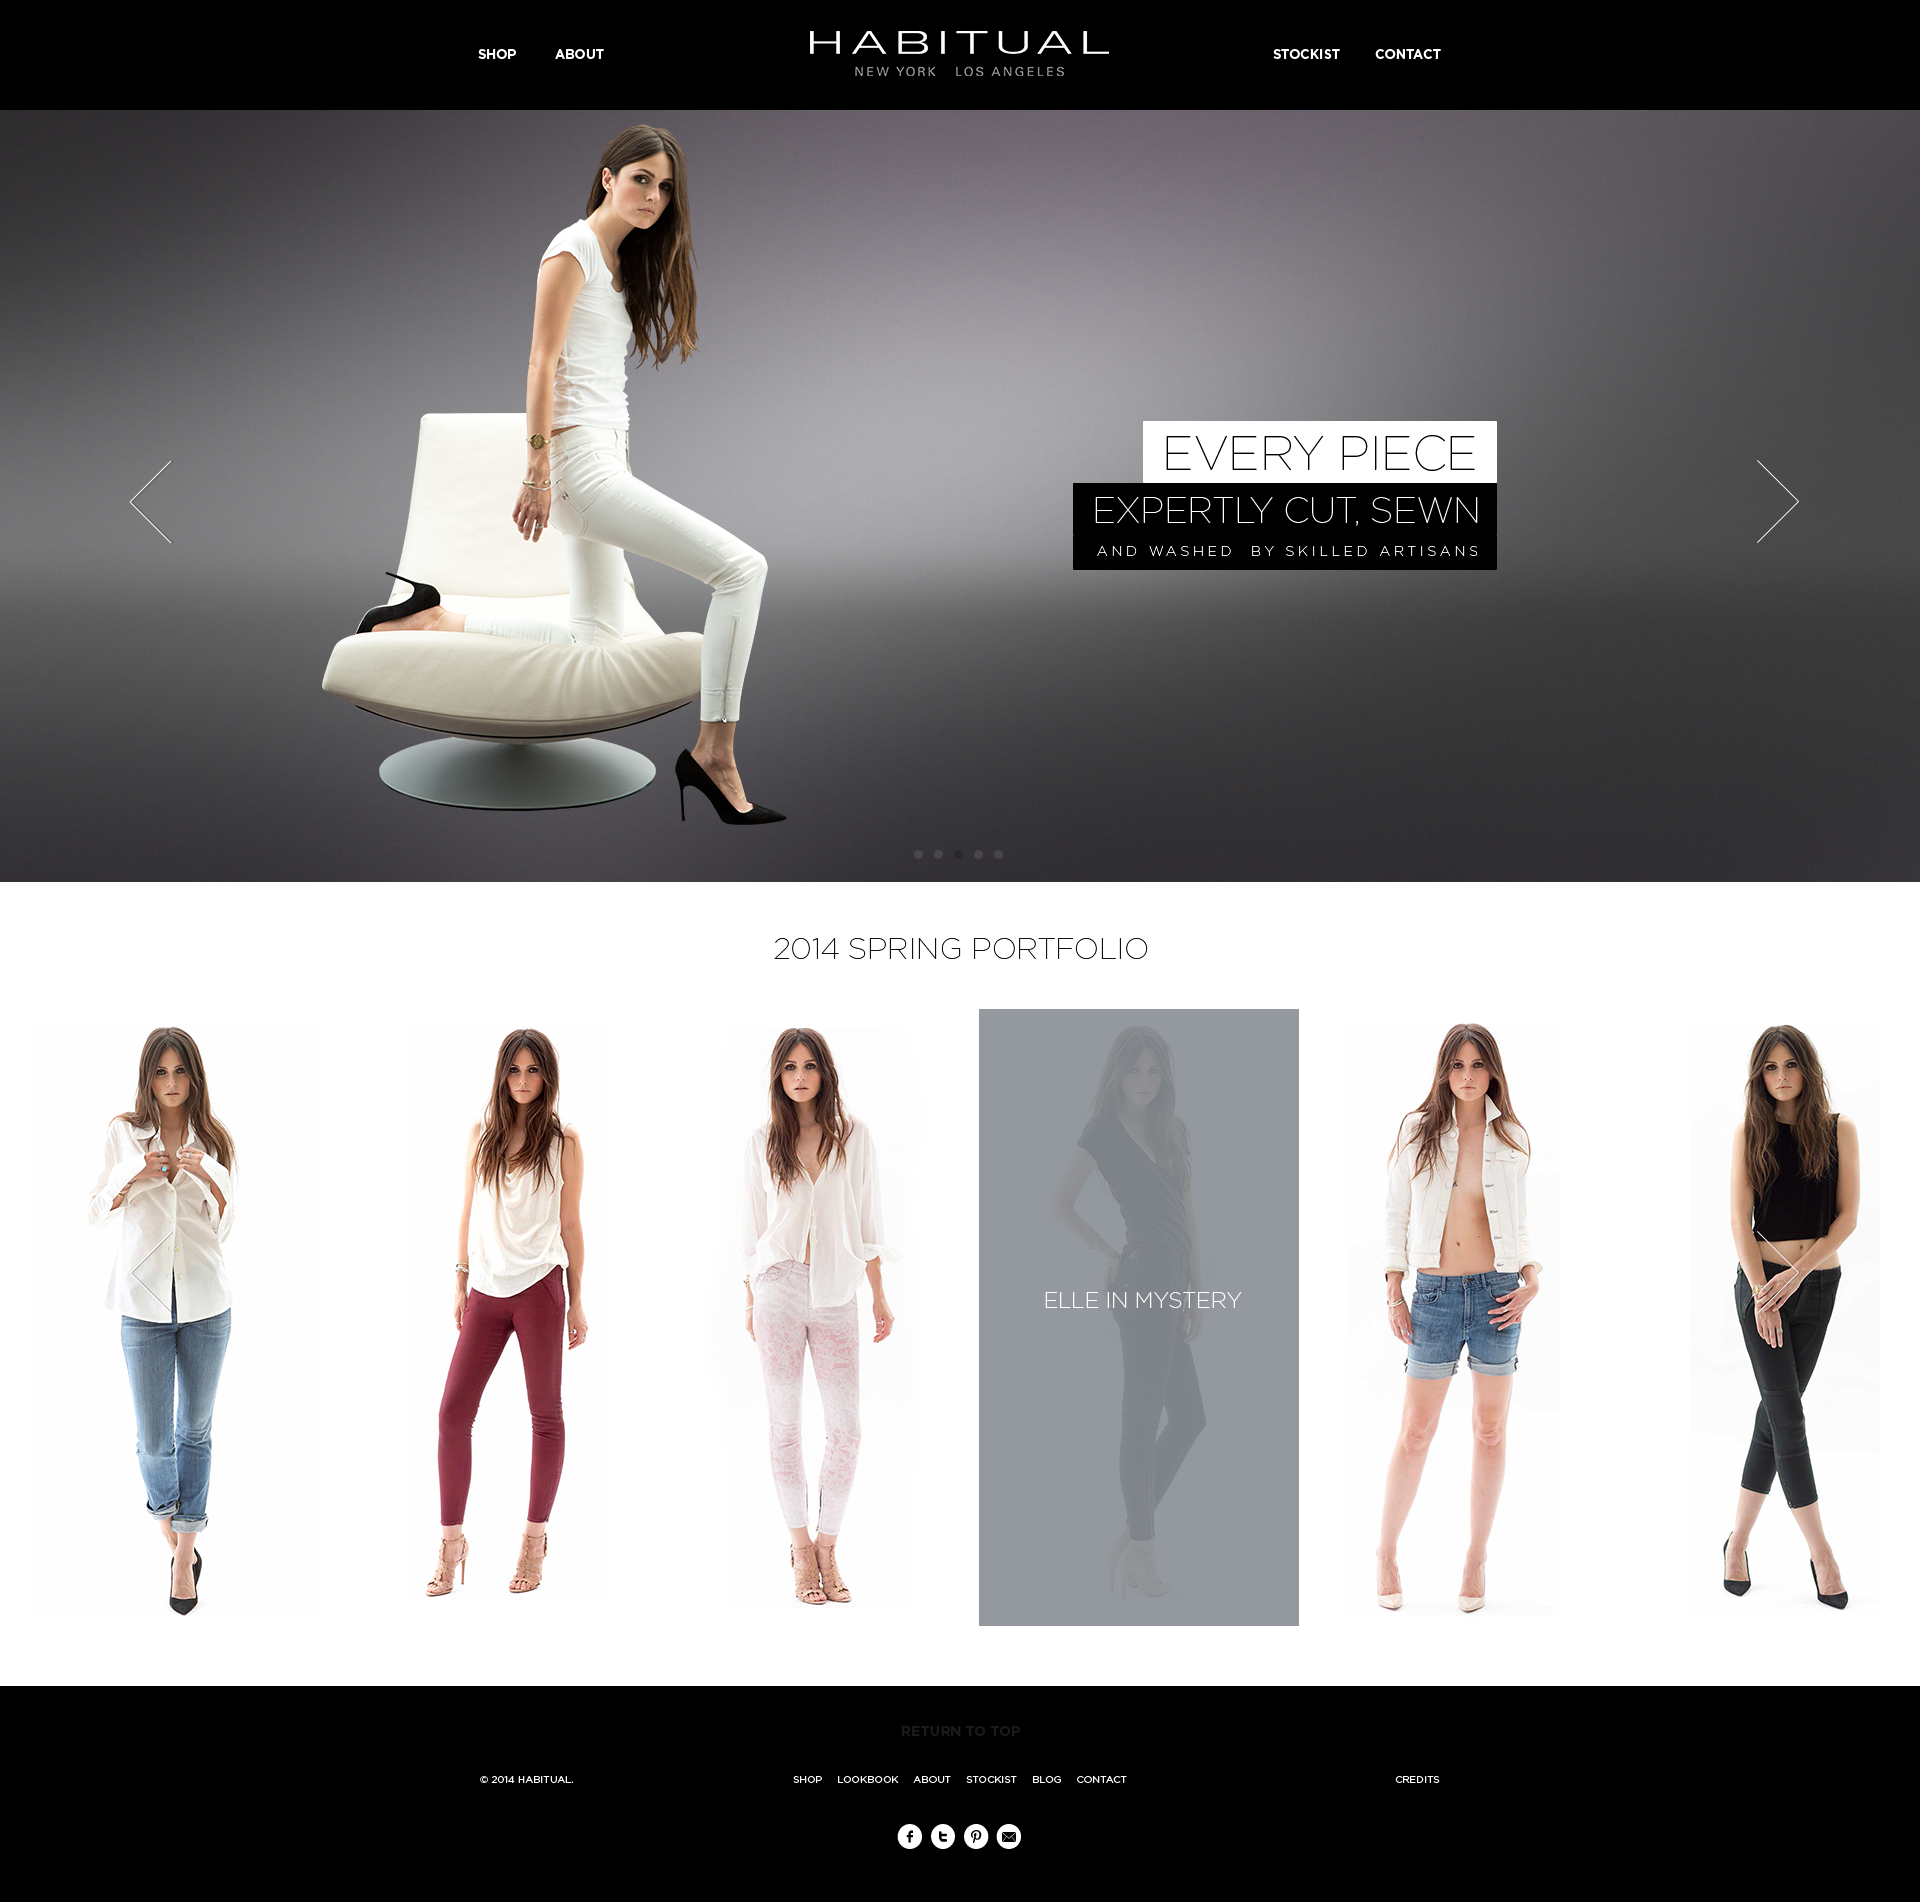 SHOP ABOUT
HABITUAL
NEW YORK LOS ANGELES
STOCKIST CONTACT
EVERY PIECE
EXPERTLY CUT, SEWN
AND WASHED BY SKILLED ARTISANS
2014 SPRING PORTFOLIO
ELLE IN MYSTERY
RETURN TO TOP
© 2014 HABITUAL.
SHOP LOOKBOOK ABOUT STOCKIST BLOG CONTACT
CREDITS